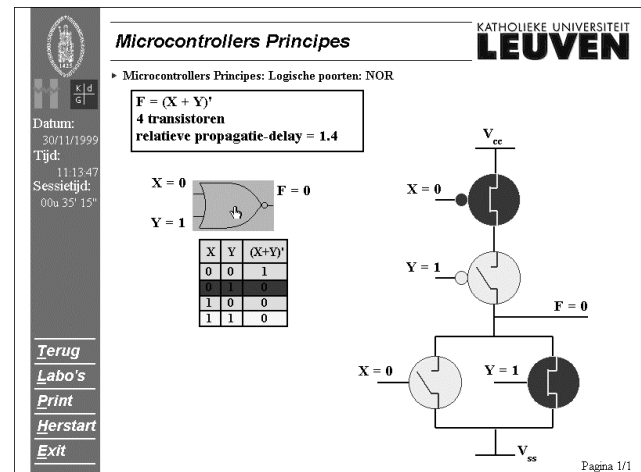 KATHOLIEKE UNIVERSITEIT
LEUVEN
Microcontrollers Principes
Microcontrollers Principes: Logische poorten: NOR
F = (X + Y)'
4 transistoren
relatieve propagatie-delay = 1.4
K d
G
Datum:
30/11/1999
Tijd:
11:13:47
Sessietijd:
00u 35' 15"
X = 0
F = 0
Y = 1
X Y (X+Y)'
0 0 1
0 1 0
1 0 0
1 1 0
Vcc
X = 0
Y = 1
F = 0
X = 0
Y = 1
Vss
Terug
Labo's
Print
Herstart
Exit
Pagina 1/1